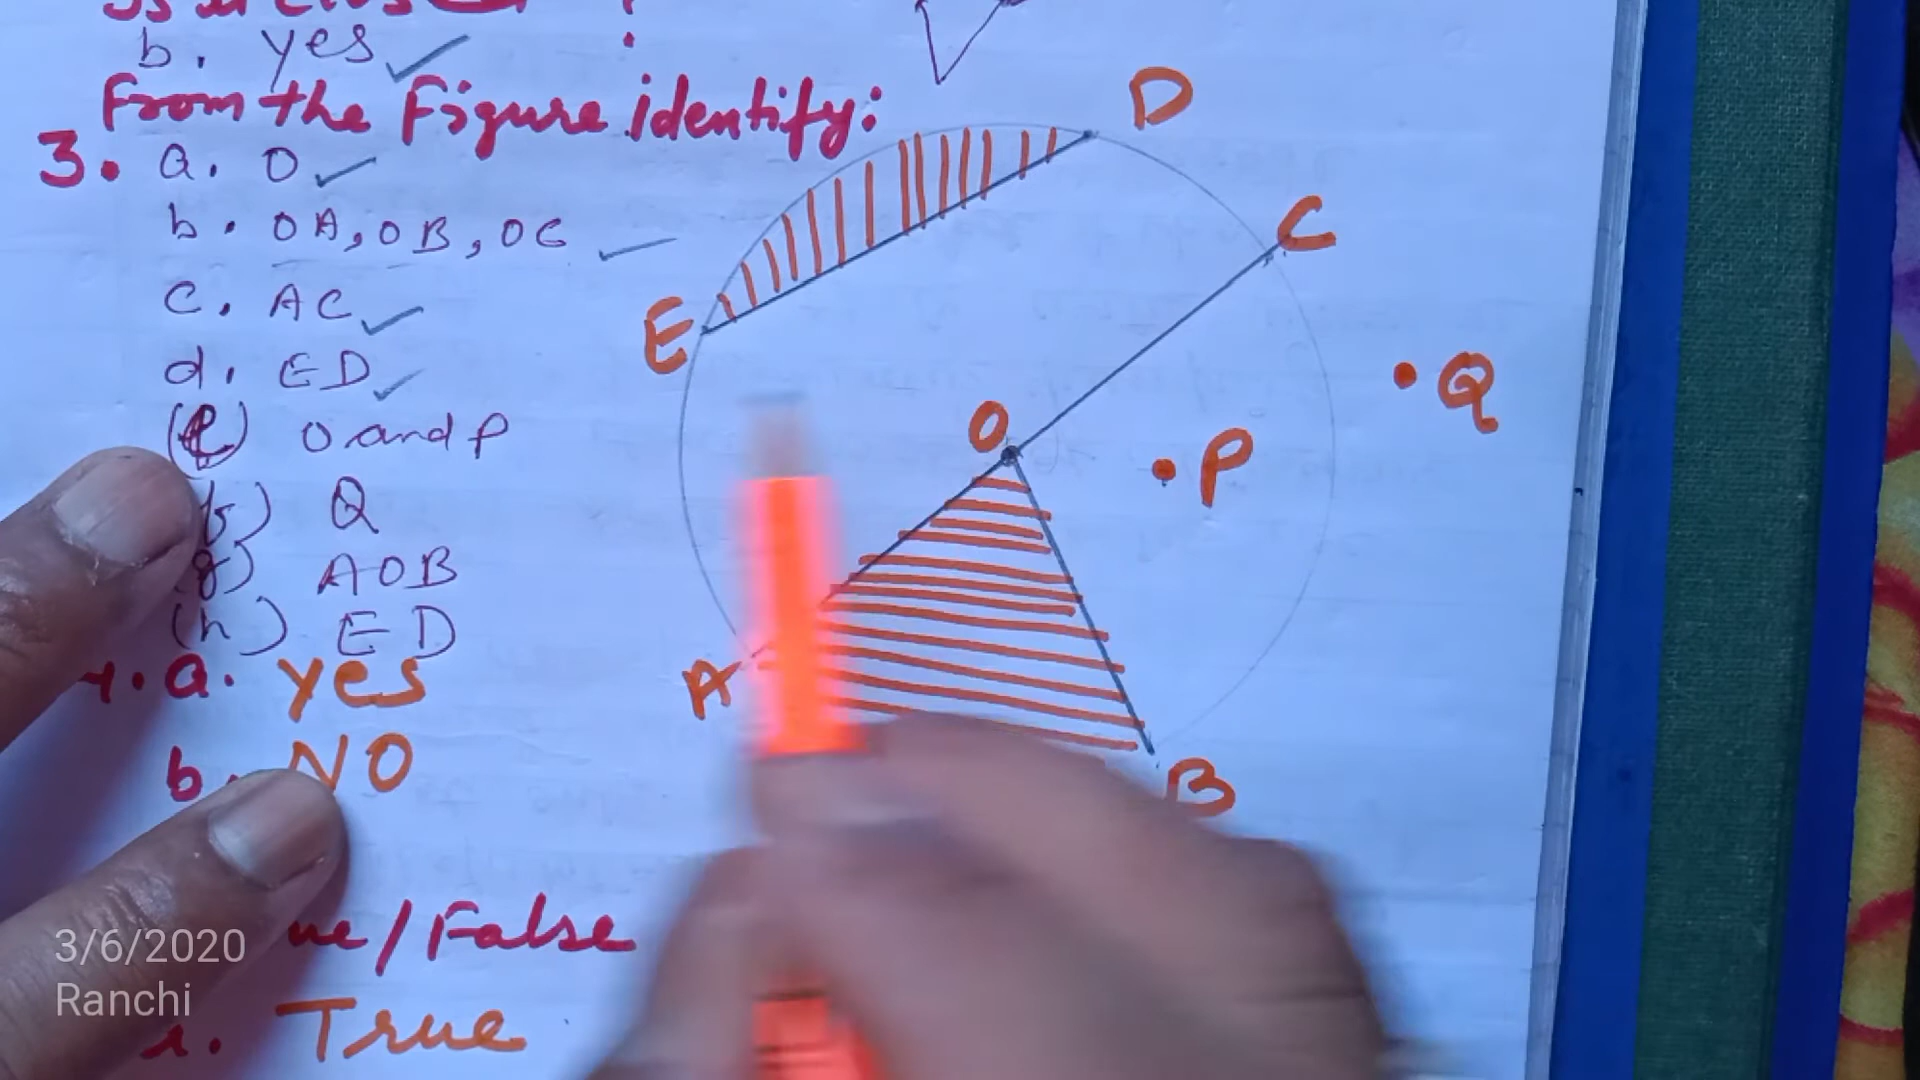 b. yes
From the Figure identify:
3. a. O
b. OA, OB, OC
c. AC
d. ED
(e) O and P
Q
g) AOB
(h) ED
a. yes
b. NO
ue/False
True
D
C
E
Q
O
P
A
B
3/6/2020
Ranchi